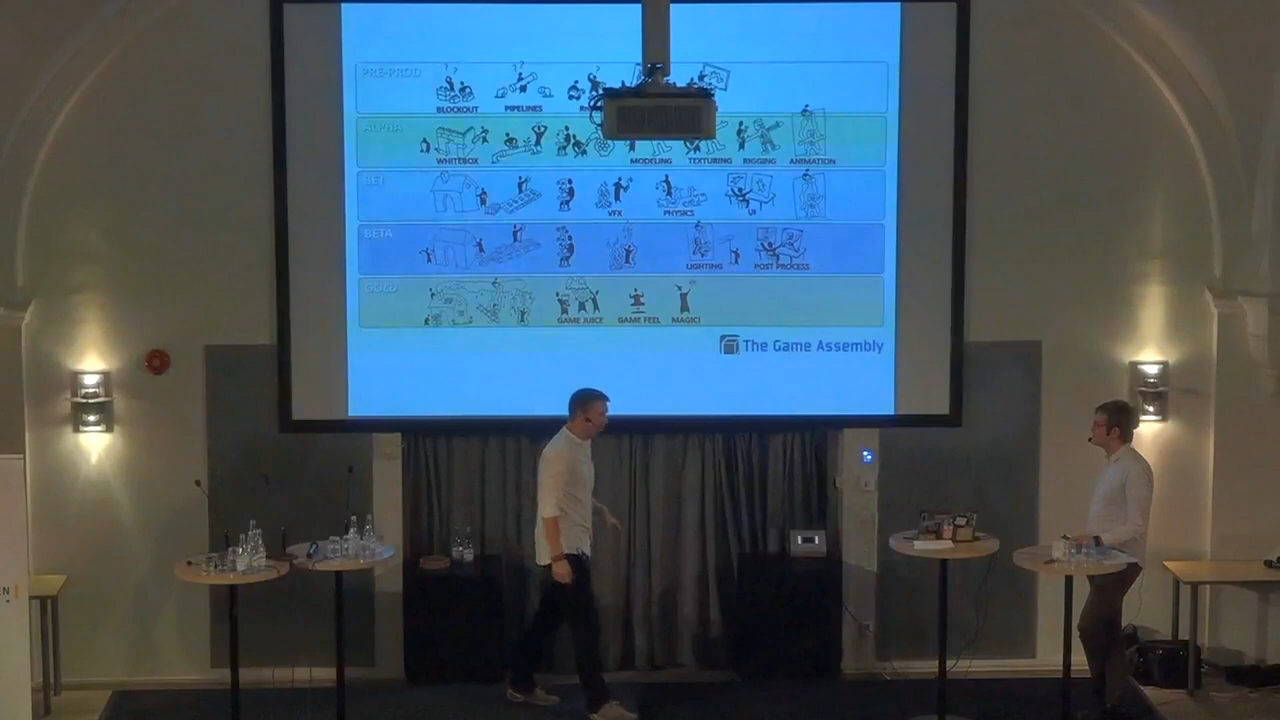 PRE-PROD
BLOCKOUT PIPELINES
ALPHA
WHITEBOX MODELING TEXTURING RIGGING ANIMATION
VFX PHYSICS UI
BETA
LIGHTING POST PROCESS
GOLD
GAME JUICE GAME FEEL MAGIC!
The Game Assembly